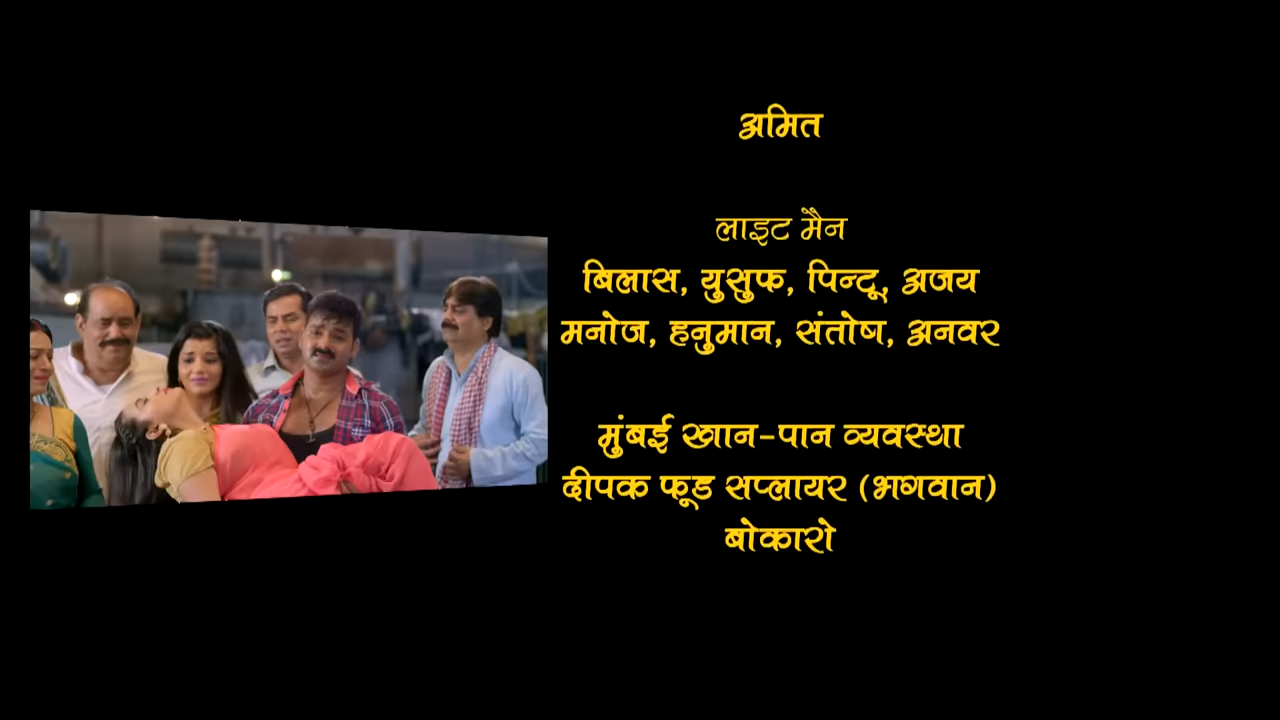 अमित
लाइट मैन
बिलास, युसुफ, पिन्टू, अजय
मनोज, हनुमान, संतोष, अनवर
मुंबई खान-पान व्यवस्था
दीपक फूड सप्लायर (भगवान)
बोकारो